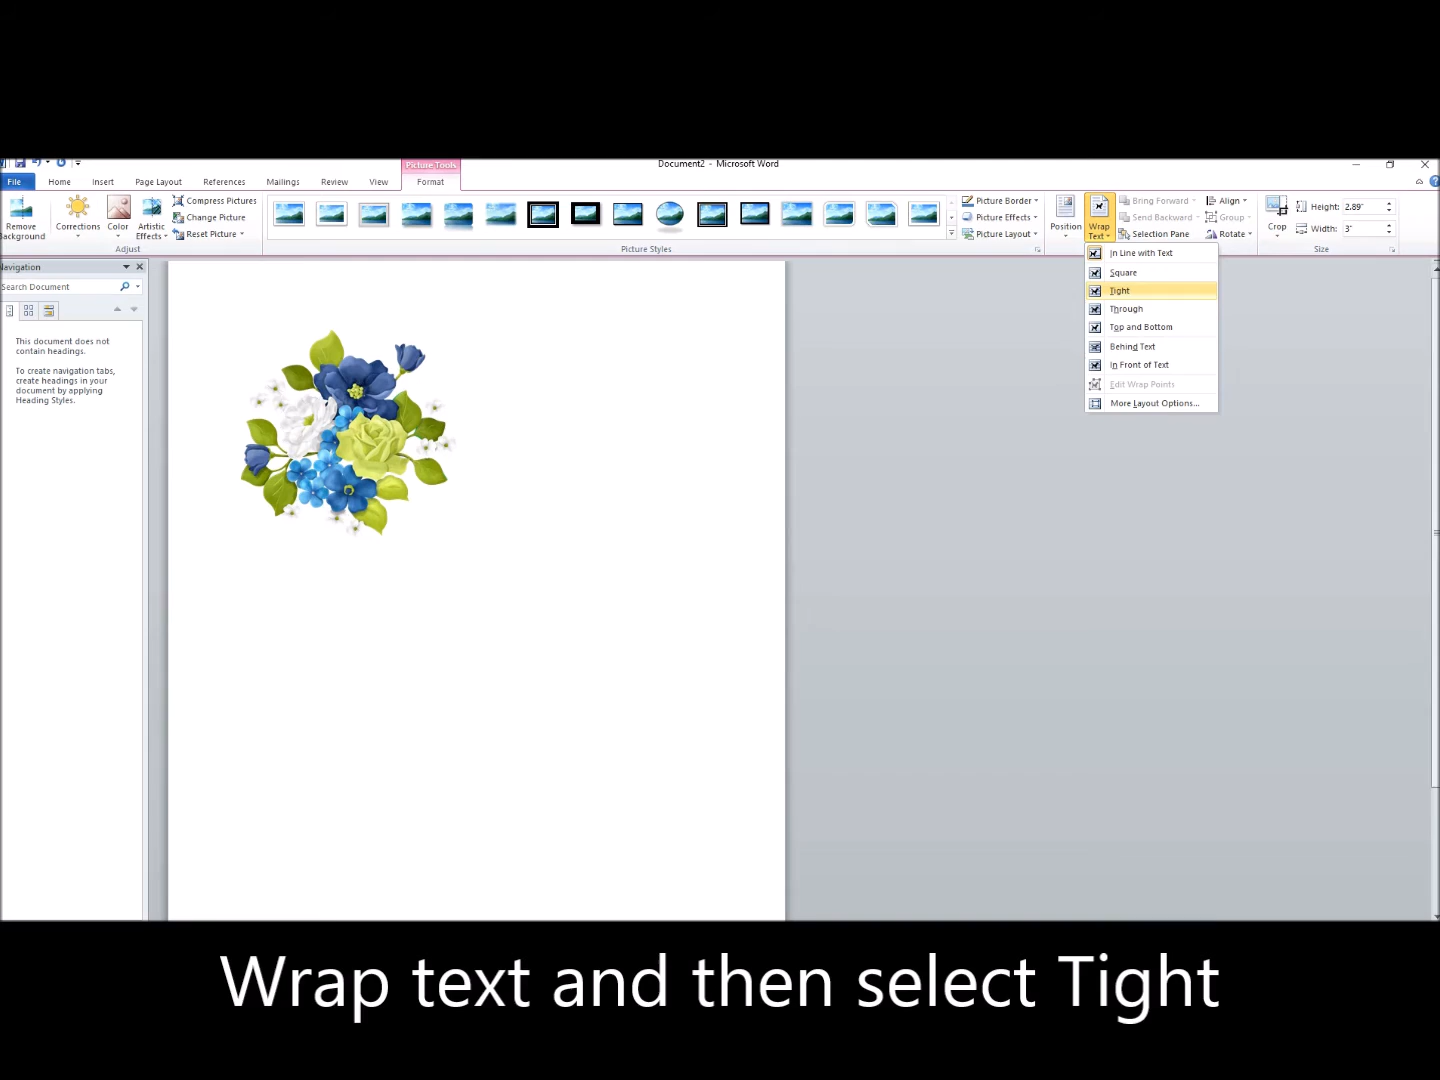 Document2 - Microsoft Word
Picture Tools
File Home Insert Page Layout References Mailings Review View Format
Remove Background
Corrections
Color
Artistic Effects
Compress Pictures
Change Picture
Reset Picture
Adjust
Picture Styles
Picture Border
Picture Effects
Picture Layout
Position
Wrap Text
Bring Forward
Send Backward
Selection Pane
Align
Group
Rotate
Crop
Height: 2.89"
Width: 3"
Size
In Line with Text
Square
Tight
Through
Top and Bottom
Behind Text
In Front of Text
Edit Wrap Points
More Layout Options...
Navigation
Search Document
This document does not
contain headings.
To create navigation tabs,
create headings in your
document by applying
Heading Styles.
Wrap text and then select Tight